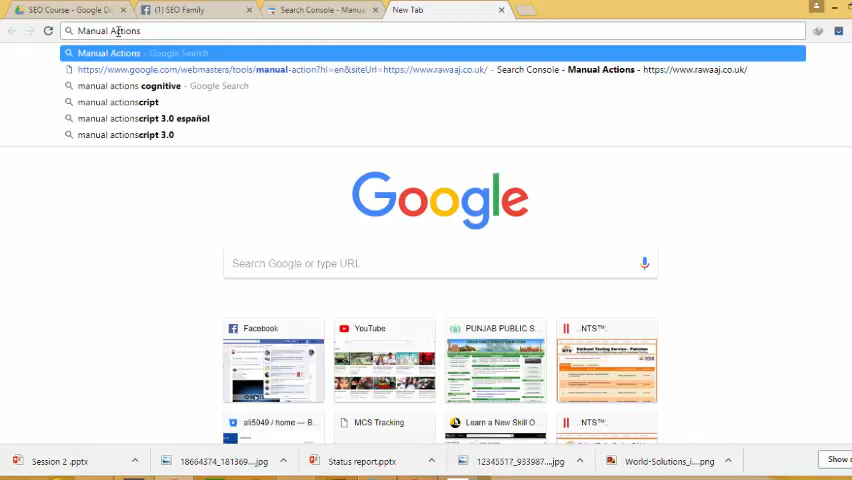 SEO Course - Google Dr
(1) SEO Family
Search Console - Manua
New Tab
Manual Actions
Manual Actions - Google Search
https://www.google.com/webmasters/tools/manual-action?hl=en&siteUrl=https://www.rawaaj.co.uk/ - Search Console - Manual Actions - https://www.rawaaj.co.uk/
manual actions cognitive - Google Search
manual actionscript
manual actionscript 3.0 español
manual actionscript 3.0
Google
Search Google or type URL
Facebook
YouTube
PUNJAB PUBLIC S...
.:NTS™:.
ali5049 / home — B...
MCS Tracking
Learn a New Skill O...
.:NTS™:.
Session 2 .pptx
18664374_181369...jpg
Status report.pptx
12345517_933987...jpg
World-Solutions_i...png
Show a